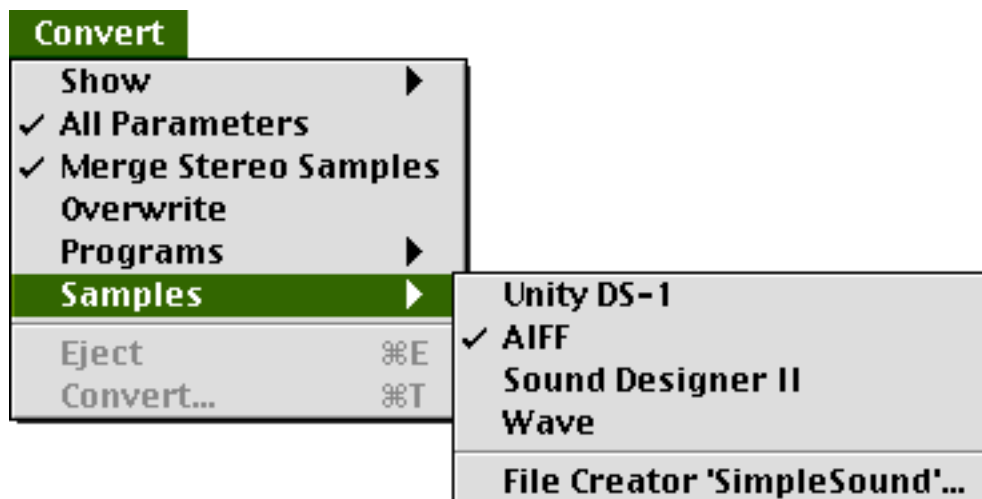 Convert
Show
✓ All Parameters
✓ Merge Stereo Samples
Overwrite
Programs
Samples
Eject ⌘E
Convert... ⌘T
Unity DS-1
✓ AIFF
Sound Designer II
Wave
File Creator 'SimpleSound'...